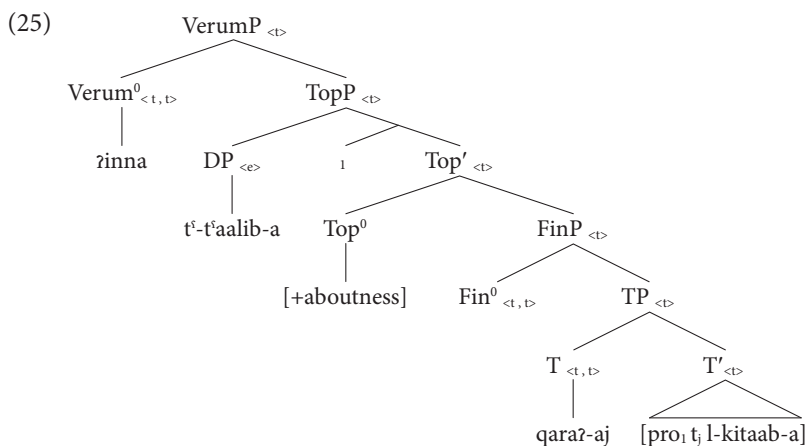 (25)
VerumP <t>
Verum⁰ <t, t> TopP <t>
ʔinna DP <e> 1 Top′ <t>
tˤ-tˤaalib-a Top⁰ FinP <t>
[+aboutness] Fin⁰ <t, t> TP <t>
T <t, t> T′ <t>
qaraʔ-aj [pro₁ tⱼ l-kitaab-a]